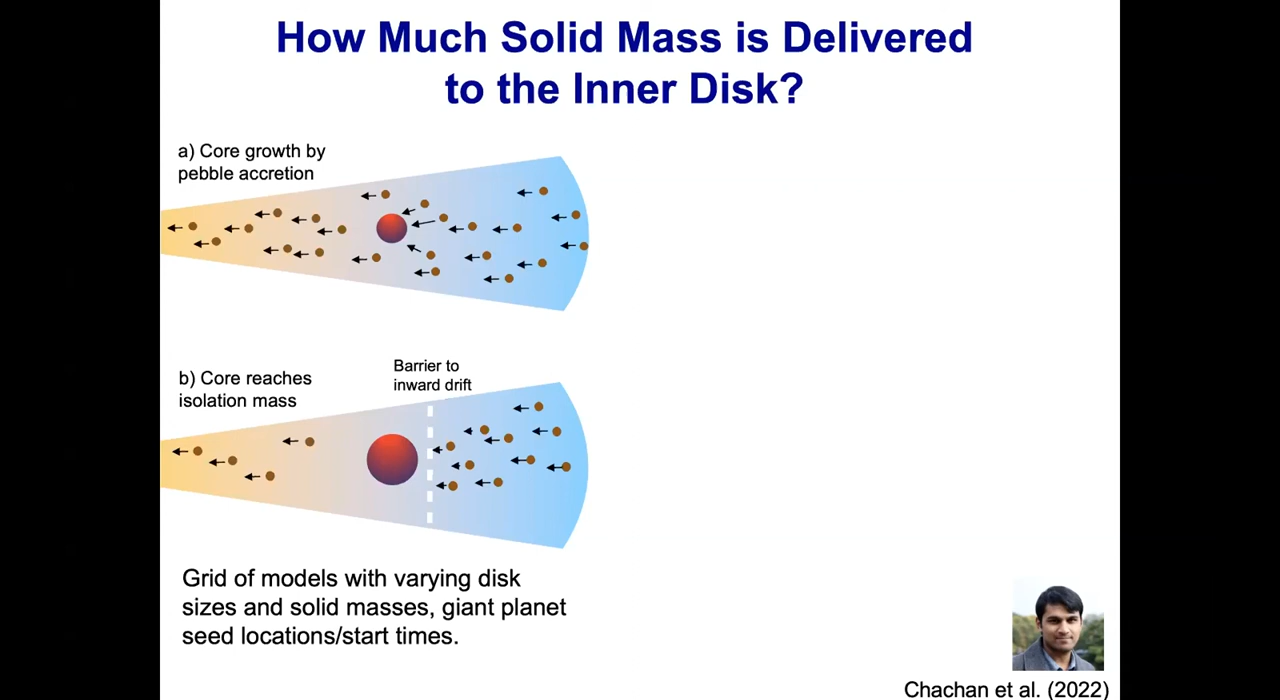 How Much Solid Mass is Delivered
to the Inner Disk?
a) Core growth by
pebble accretion
b) Core reaches
isolation mass
Barrier to
inward drift
Grid of models with varying disk
sizes and solid masses, giant planet
seed locations/start times.
Chachan et al. (2022)